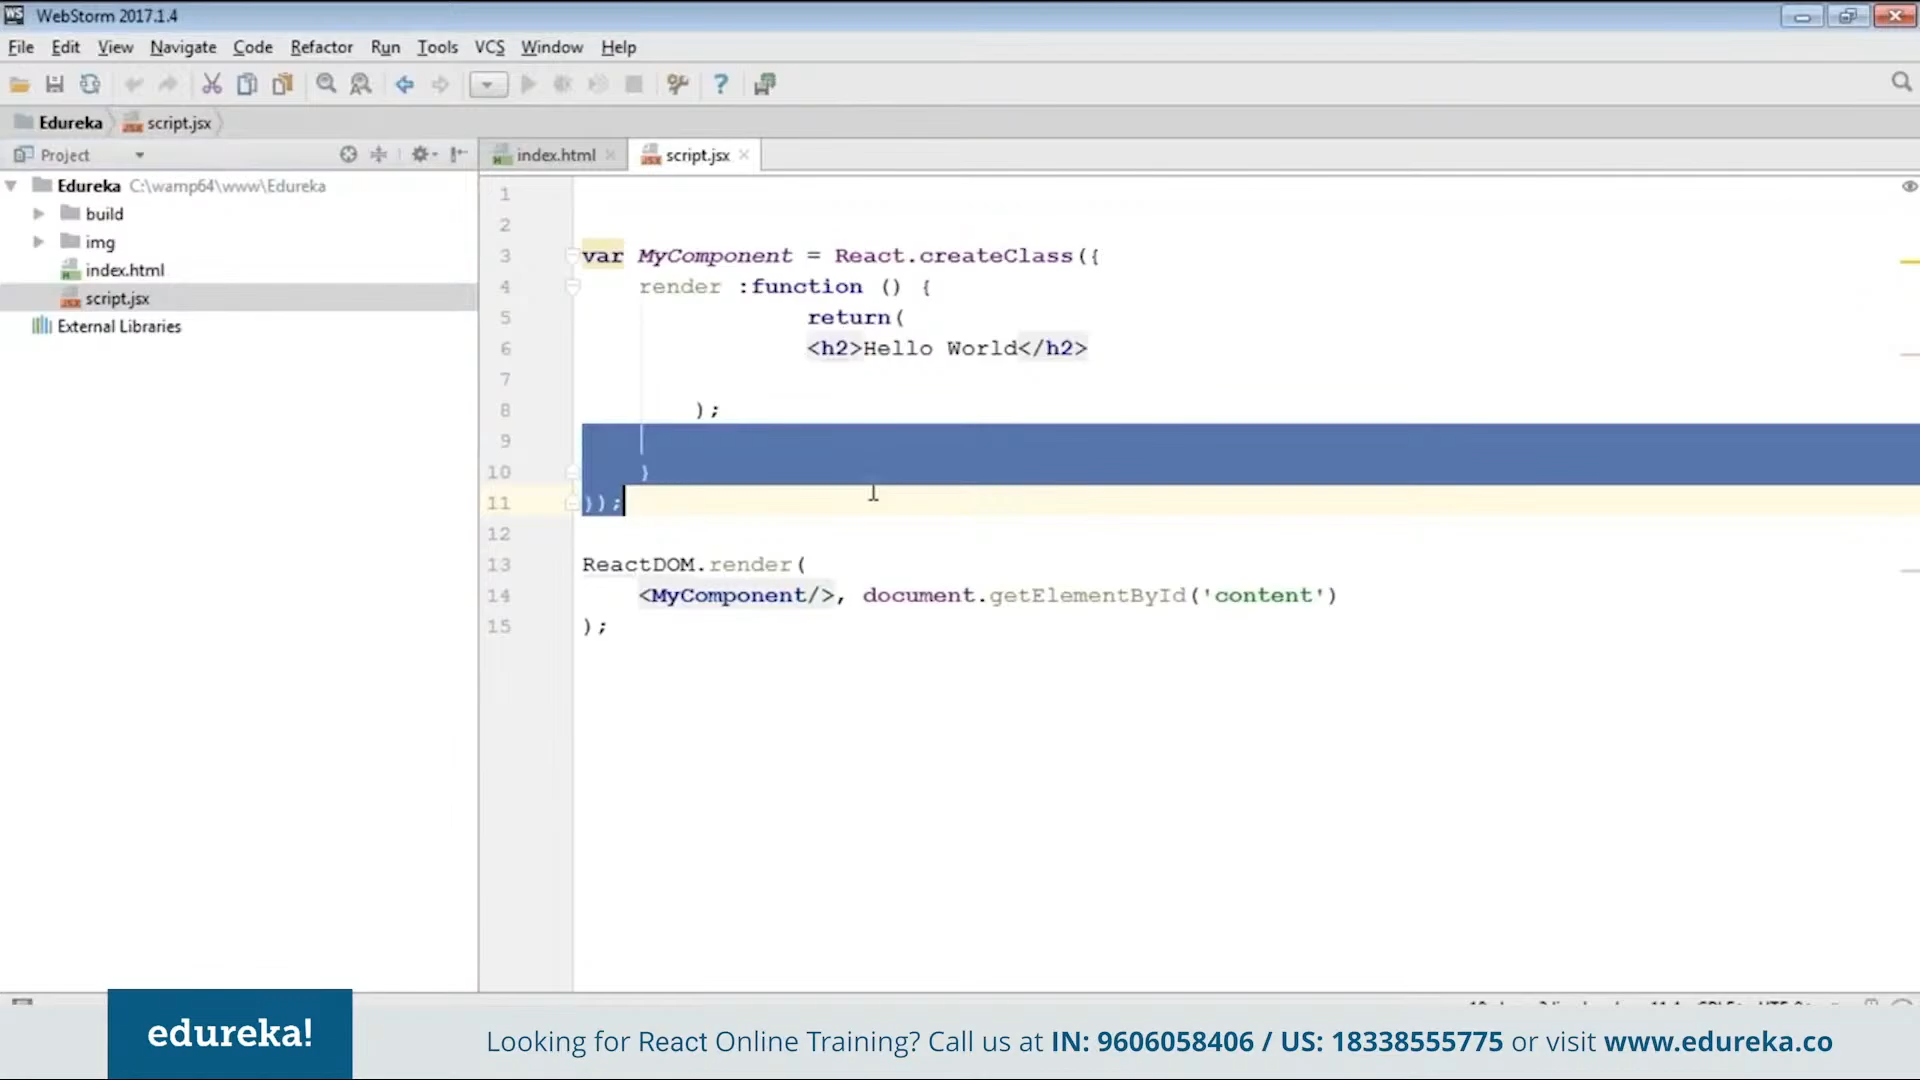 WS WebStorm 2017.1.4
File Edit View Navigate Code Refactor Run Tools VCS Window Help
Edureka script.jsx
Project
index.html script.jsx
Edureka C:\wamp64\www\Edureka
build
img
index.html
script.jsx
External Libraries
1
2
3 var MyComponent = React.createClass({
4 render :function () {
5 return(
6 <h2>Hello World</h2>
7
8 );
9
10 }
11 });
12
13 ReactDOM.render(
14 <MyComponent/>, document.getElementById('content')
15 );
edureka!
Looking for React Online Training? Call us at IN: 9606058406 / US: 18338555775 or visit www.edureka.co